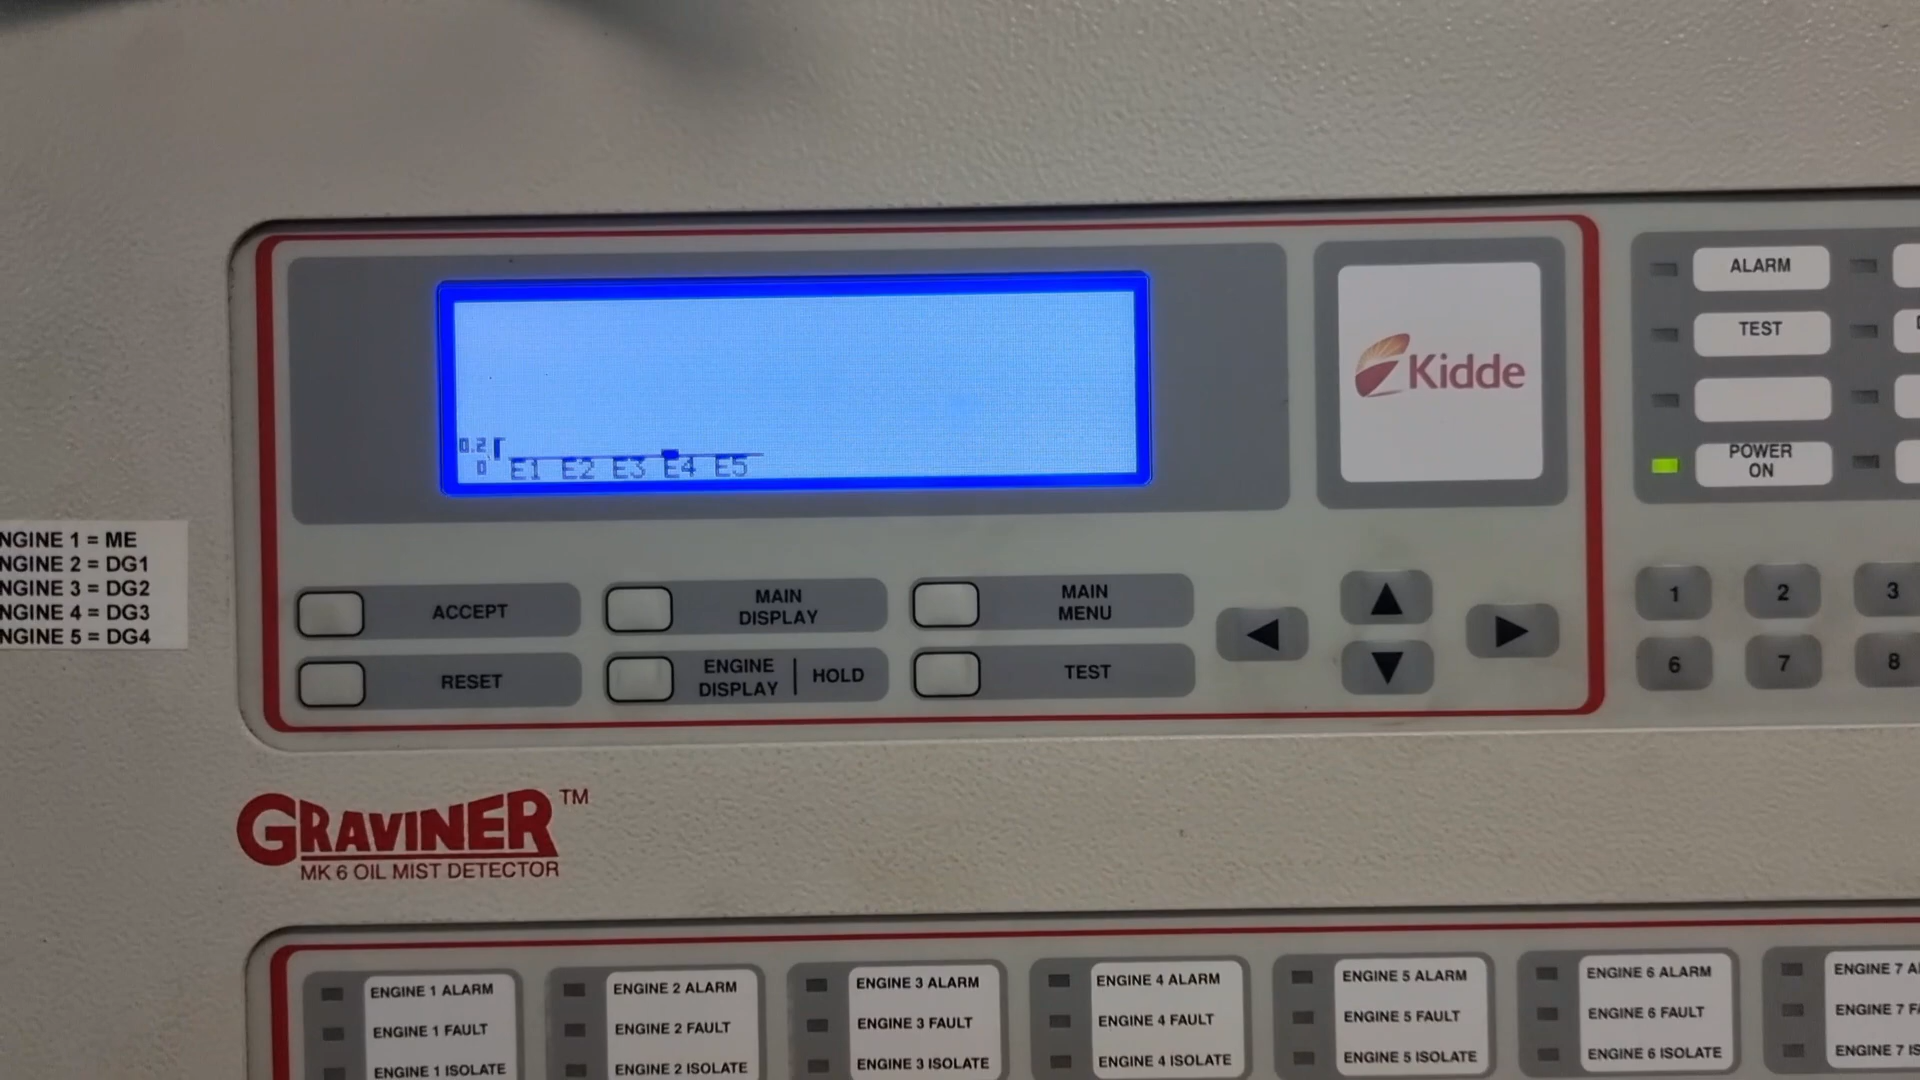 ALARM
TEST
Kidde
POWER
ON
0.2
0 E1 E2 E3 E4 E5
NGINE 1 = ME
NGINE 2 = DG1
NGINE 3 = DG2
NGINE 4 = DG3
NGINE 5 = DG4
ACCEPT
MAIN
DISPLAY
MAIN
MENU
RESET
ENGINE
DISPLAY | HOLD
TEST
1 2 3
6 7 8
GRAVINER TM
MK 6 OIL MIST DETECTOR
ENGINE 1 ALARM
ENGINE 1 FAULT
ENGINE 1 ISOLATE
ENGINE 2 ALARM
ENGINE 2 FAULT
ENGINE 2 ISOLATE
ENGINE 3 ALARM
ENGINE 3 FAULT
ENGINE 3 ISOLATE
ENGINE 4 ALARM
ENGINE 4 FAULT
ENGINE 4 ISOLATE
ENGINE 5 ALARM
ENGINE 5 FAULT
ENGINE 5 ISOLATE
ENGINE 6 ALARM
ENGINE 6 FAULT
ENGINE 6 ISOLATE
ENGINE 7 A
ENGINE 7 F
ENGINE 7 IS